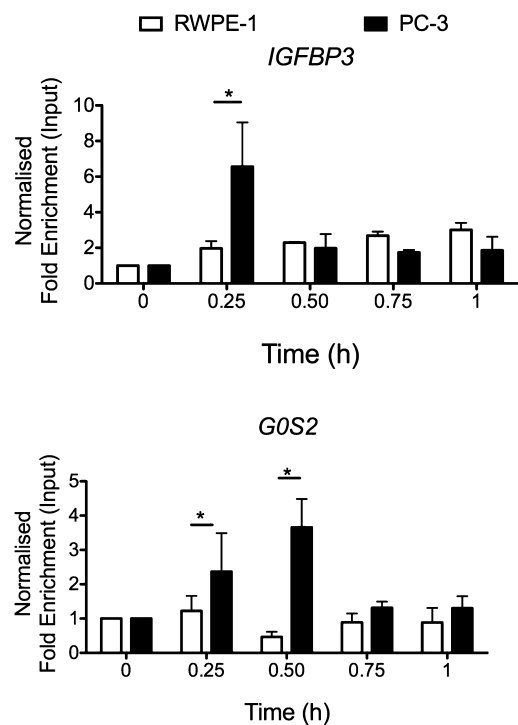 RWPE-1 PC-3
IGFBP3
Normalised
Fold Enrichment (Input)
10
8
6
4
2
0
*
0 0.25 0.50 0.75 1
Time (h)
G0S2
Normalised
Fold Enrichment (Input)
5
4
3
2
1
0
*
*
0 0.25 0.50 0.75 1
Time (h)